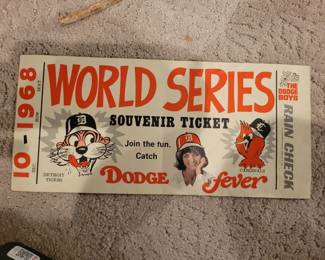 10 - 1968
WORLD SERIES
SOUVENIR TICKET
Join the fun.
Catch
DODGE fever
DETROIT
TIGERS
CARDINALS
THE
DODGE
BOYS
RAIN CHECK